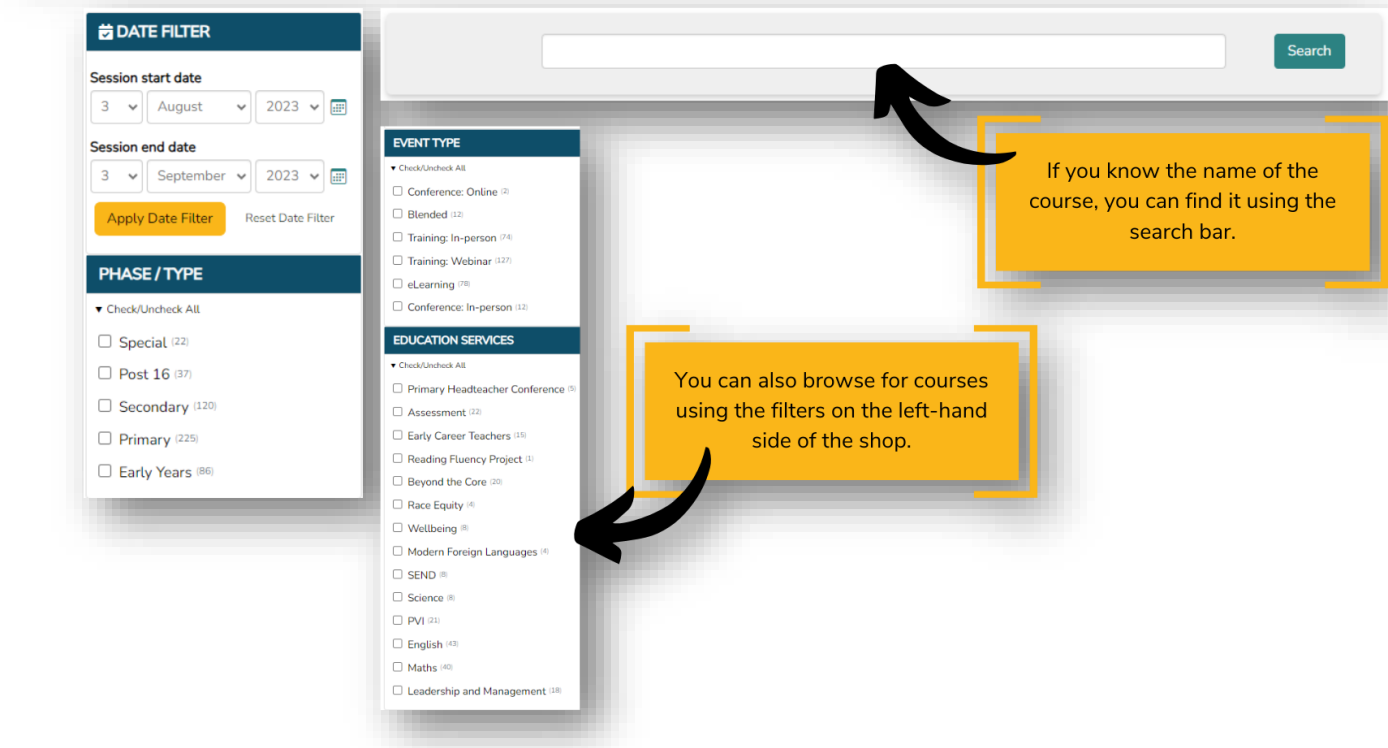 DATE FILTER
Session start date
3 August 2023
Session end date
3 September 2023
Apply Date Filter Reset Date Filter
PHASE / TYPE
▾ Check/Uncheck All
Special (22)
Post 16 (37)
Secondary (120)
Primary (225)
Early Years (86)
Search
EVENT TYPE
▾ Check/Uncheck All
Conference: Online (2)
Blended (12)
Training: In-person (74)
Training: Webinar (127)
eLearning (78)
Conference: In-person (12)
EDUCATION SERVICES
▾ Check/Uncheck All
Primary Headteacher Conference (5)
Assessment (22)
Early Career Teachers (15)
Reading Fluency Project (1)
Beyond the Core (20)
Race Equity (4)
Wellbeing (8)
Modern Foreign Languages (4)
SEND (8)
Science (8)
PVI (21)
English (43)
Maths (40)
Leadership and Management (18)
If you know the name of the
course, you can find it using the
search bar.
You can also browse for courses
using the filters on the left-hand
side of the shop.